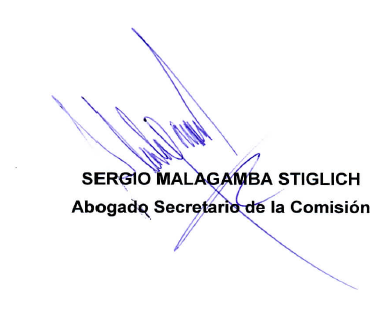 SERGIO MALAGAMBA STIGLICH
Abogado Secretario de la Comisión